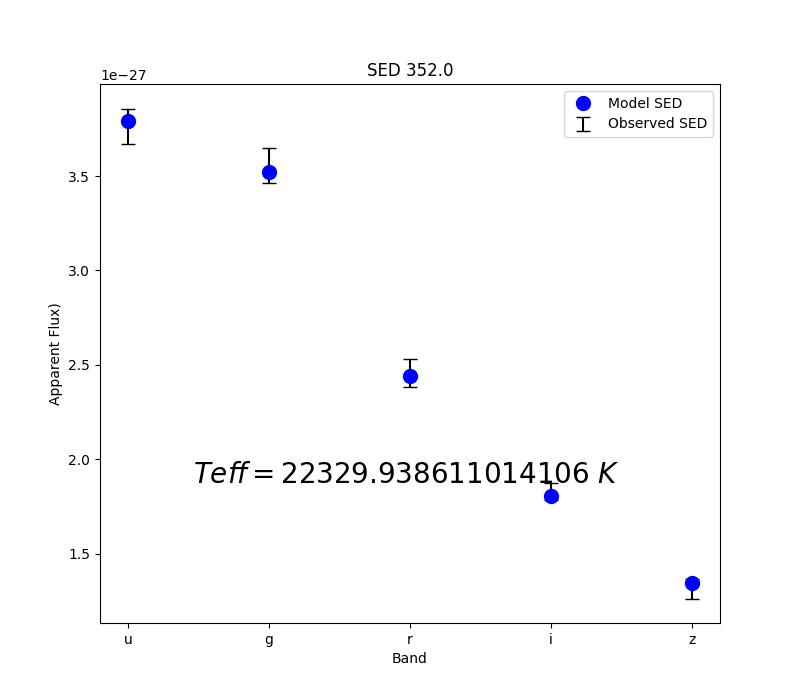 SED 352.0
1e−27
Model SED
Observed SED
3.5
3.0
2.5
2.0
1.5
Apparent Flux)
Teff = 22329.938611014106 K
u g r i z
Band